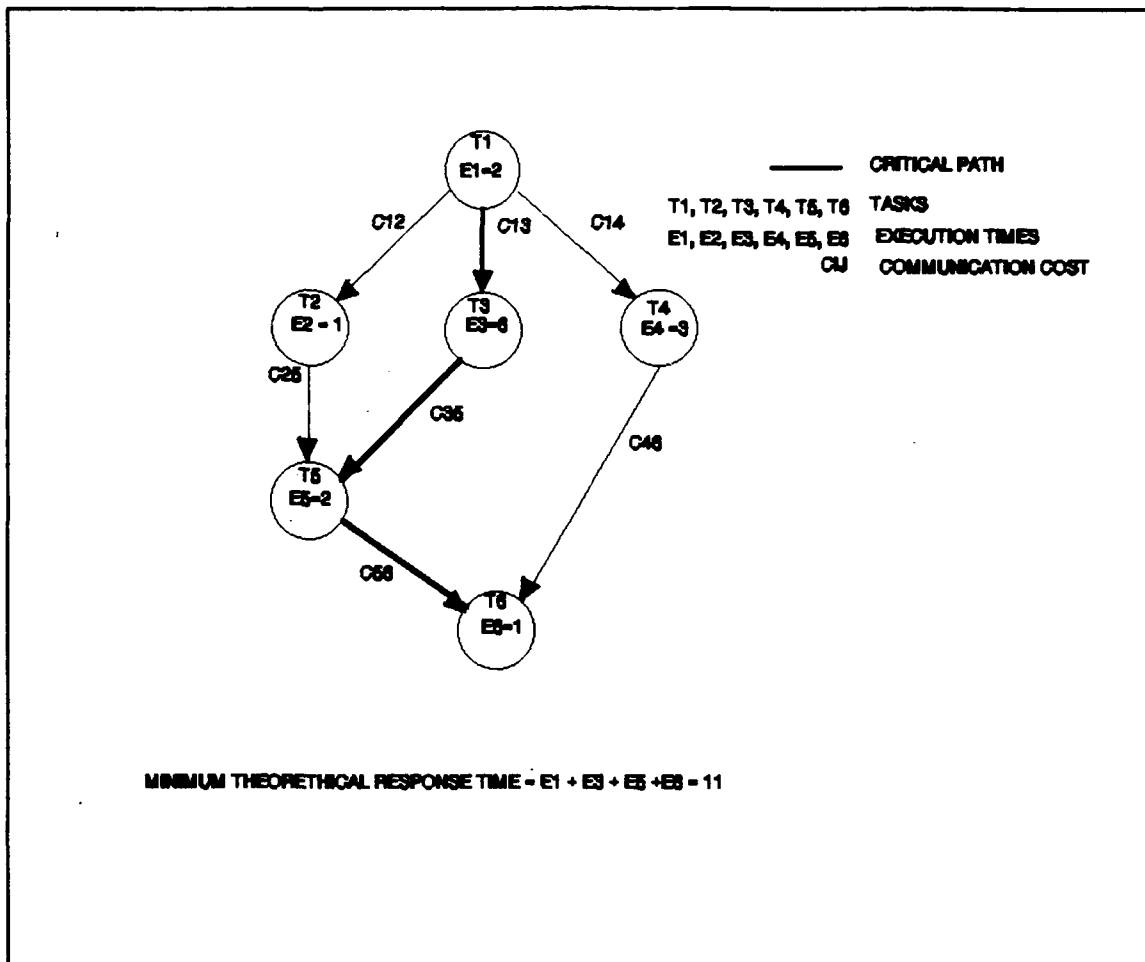 T1
E1=2
CRITICAL PATH
T1, T2, T3, T4, T5, T6 TASKS
E1, E2, E3, E4, E5, E6 EXECUTION TIMES
CIJ COMMUNICATION COST
C12
C13
C14
T2
E2 = 1
T3
E3=6
T4
E4 =3
C25
C35
C46
T5
E5=2
C56
T6
E6=1
MINIMUM THEORETHICAL RESPONSE TIME = E1 + E3 + E5 +E6 = 11